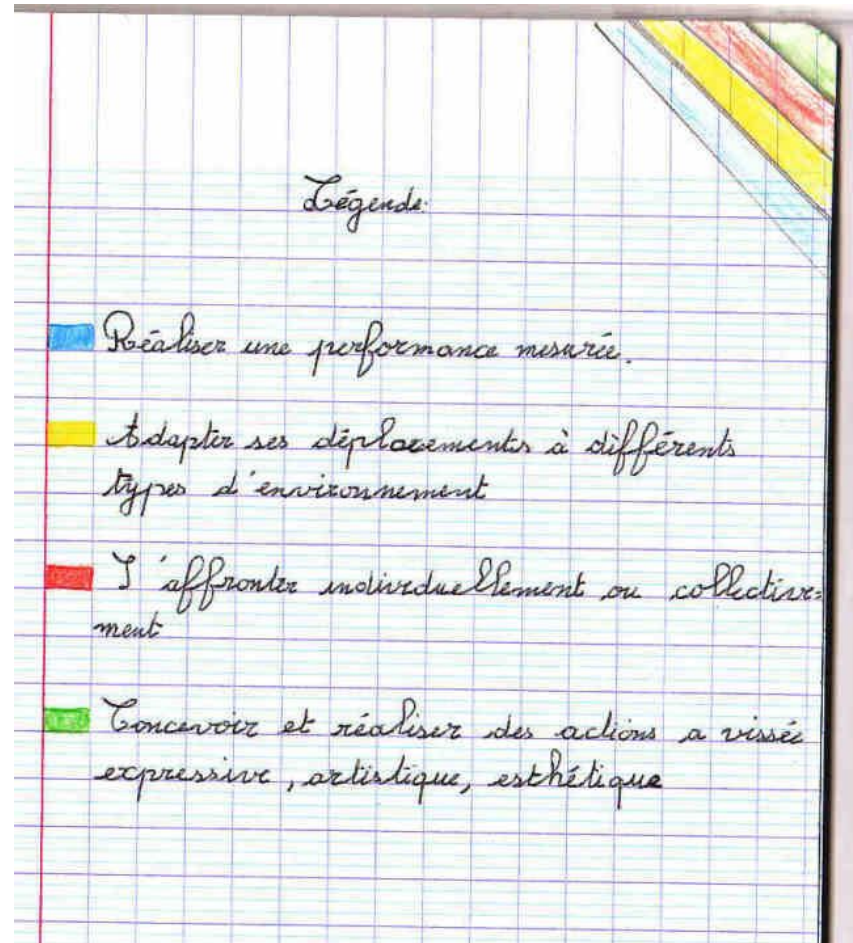 Légende:
Réaliser une performance mesurée.
Adapter ses déplacements à différents
types d'environnement
S'affronter individuellement ou collective=
ment
Concevoir et réaliser des actions a vissée
expressive, artistique, esthétique